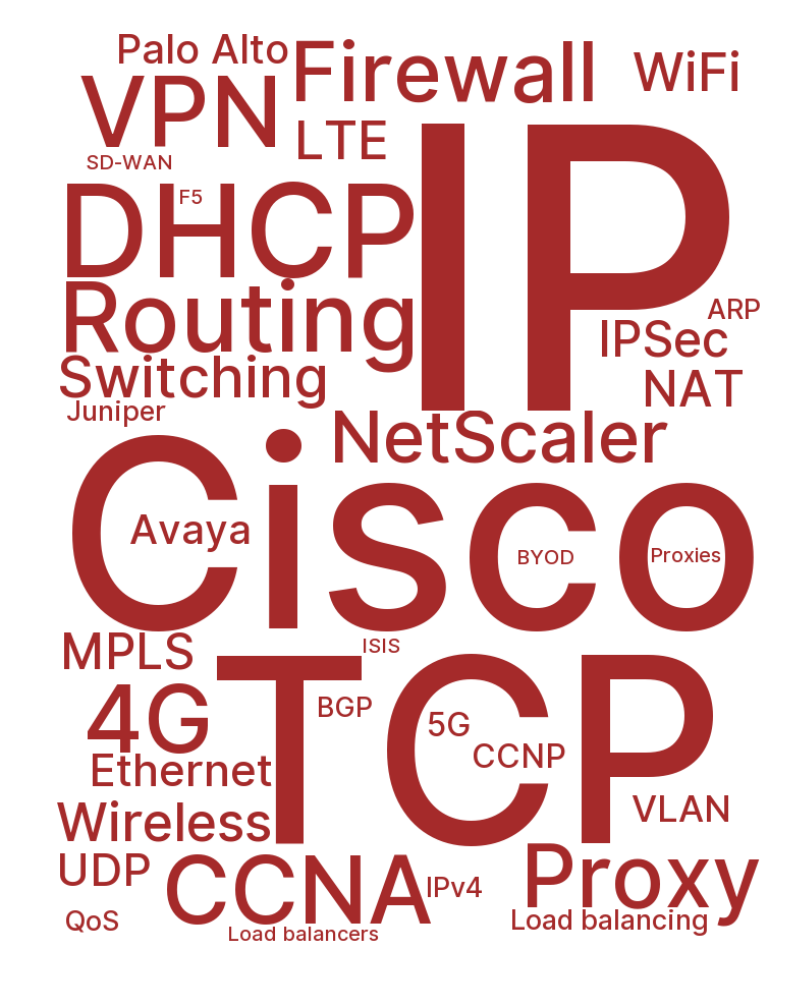 Palo Alto
Firewall
WiFi
VPN
LTE
SD-WAN
IP
DHCP
F5
Routing
ARP
IPSec
Switching
NAT
Juniper
NetScaler
Cisco
Avaya
BYOD
Proxies
MPLS
ISIS
TCP
4G
BGP
5G
CCNP
Ethernet
Wireless
VLAN
UDP
CCNA
IPv4
Proxy
QoS
Load balancing
Load balancers